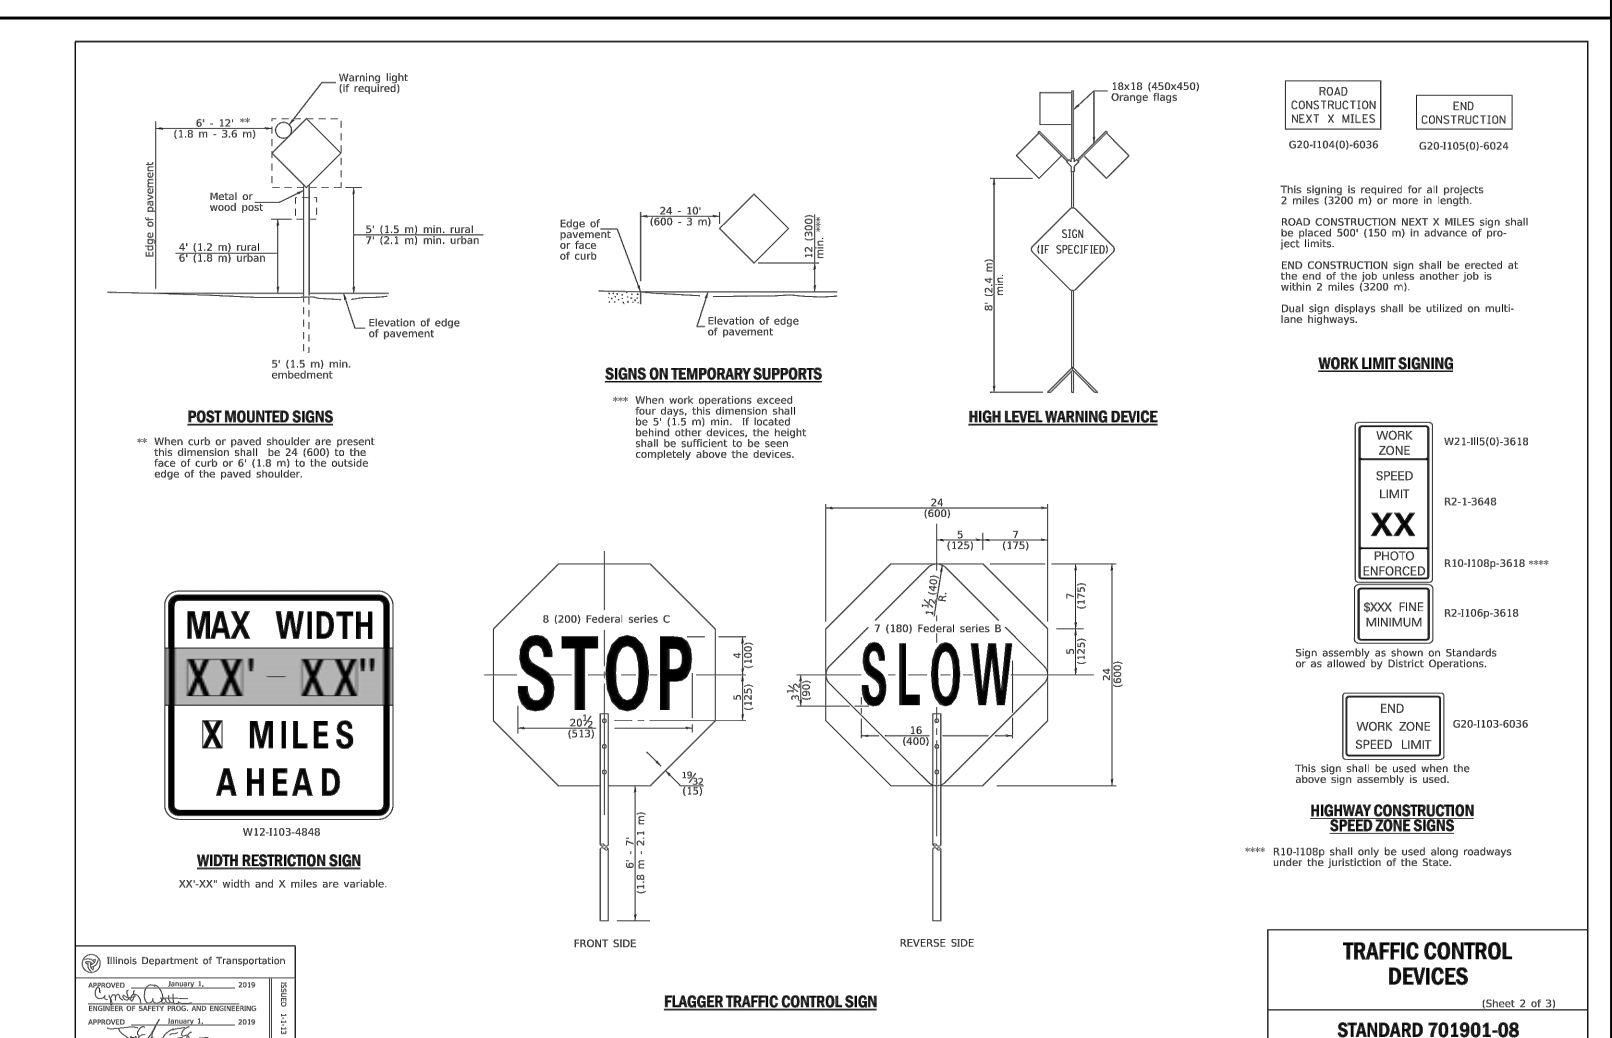 Warning light
(if required)
6' - 12' **
(1.8 m - 3.6 m)
Edge of pavement
Metal or
wood post
4' (1.2 m) rural
6' (1.8 m) urban
5' (1.5 m) min. rural
7' (2.1 m) min. urban
Elevation of edge
of pavement
5' (1.5 m) min.
embedment
POST MOUNTED SIGNS
** When curb or paved shoulder are present
this dimension shall be 24 (600) to the
face of curb or 6' (1.8 m) to the outside
edge of the paved shoulder.
24 - 10'
(600 - 3 m)
Edge of
pavement
or face
of curb
12 (300)
min. ***
Elevation of edge
of pavement
SIGNS ON TEMPORARY SUPPORTS
*** When work operations exceed
four days, this dimension shall
be 5' (1.5 m) min. If located
behind other devices, the height
shall be sufficient to be seen
completely above the devices.
18x18 (450x450)
Orange flags
SIGN
(IF SPECIFIED)
8' (2.4 m)
min.
HIGH LEVEL WARNING DEVICE
ROAD
CONSTRUCTION
NEXT X MILES
G20-I104(0)-6036
END
CONSTRUCTION
G20-I105(0)-6024
This signing is required for all projects
2 miles (3200 m) or more in length.
ROAD CONSTRUCTION NEXT X MILES sign shall
be placed 500' (150 m) in advance of pro-
ject limits.
END CONSTRUCTION sign shall be erected at
the end of the job unless another job is
within 2 miles (3200 m).
Dual sign displays shall be utilized on multi-
lane highways.
WORK LIMIT SIGNING
WORK
ZONE
W21-Ill5(0)-3618
SPEED
LIMIT
XX
R2-1-3648
PHOTO
ENFORCED
R10-I108p-3618 ****
$XXX FINE
MINIMUM
R2-I106p-3618
Sign assembly as shown on Standards
or as allowed by District Operations.
END
WORK ZONE
SPEED LIMIT
G20-I103-6036
This sign shall be used when the
above sign assembly is used.
HIGHWAY CONSTRUCTION
SPEED ZONE SIGNS
**** R10-I108p shall only be used along roadways
under the juristiction of the State.
MAX WIDTH
XX' - XX"
X MILES
AHEAD
W12-I103-4848
WIDTH RESTRICTION SIGN
XX'-XX" width and X miles are variable.
8 (200) Federal series C
STOP
4
(100)
5
(125)
20 1/2
(513)
19/32
(15)
6' - 7'
(1.8 m - 2.1 m)
FRONT SIDE
24
(600)
5
(125)
7
(175)
1 1/2 (40)
R.
7 (180) Federal series B
SLOW
3 1/2
(90)
16
(400)
7
(175)
5
(125)
24
(600)
REVERSE SIDE
FLAGGER TRAFFIC CONTROL SIGN
Illinois Department of Transportation
APPROVED January 1, 2019
ENGINEER OF SAFETY PROG. AND ENGINEERING
APPROVED January 1, 2019
ISSUED 1-1-13
TRAFFIC CONTROL
DEVICES
(Sheet 2 of 3)
STANDARD 701901-08